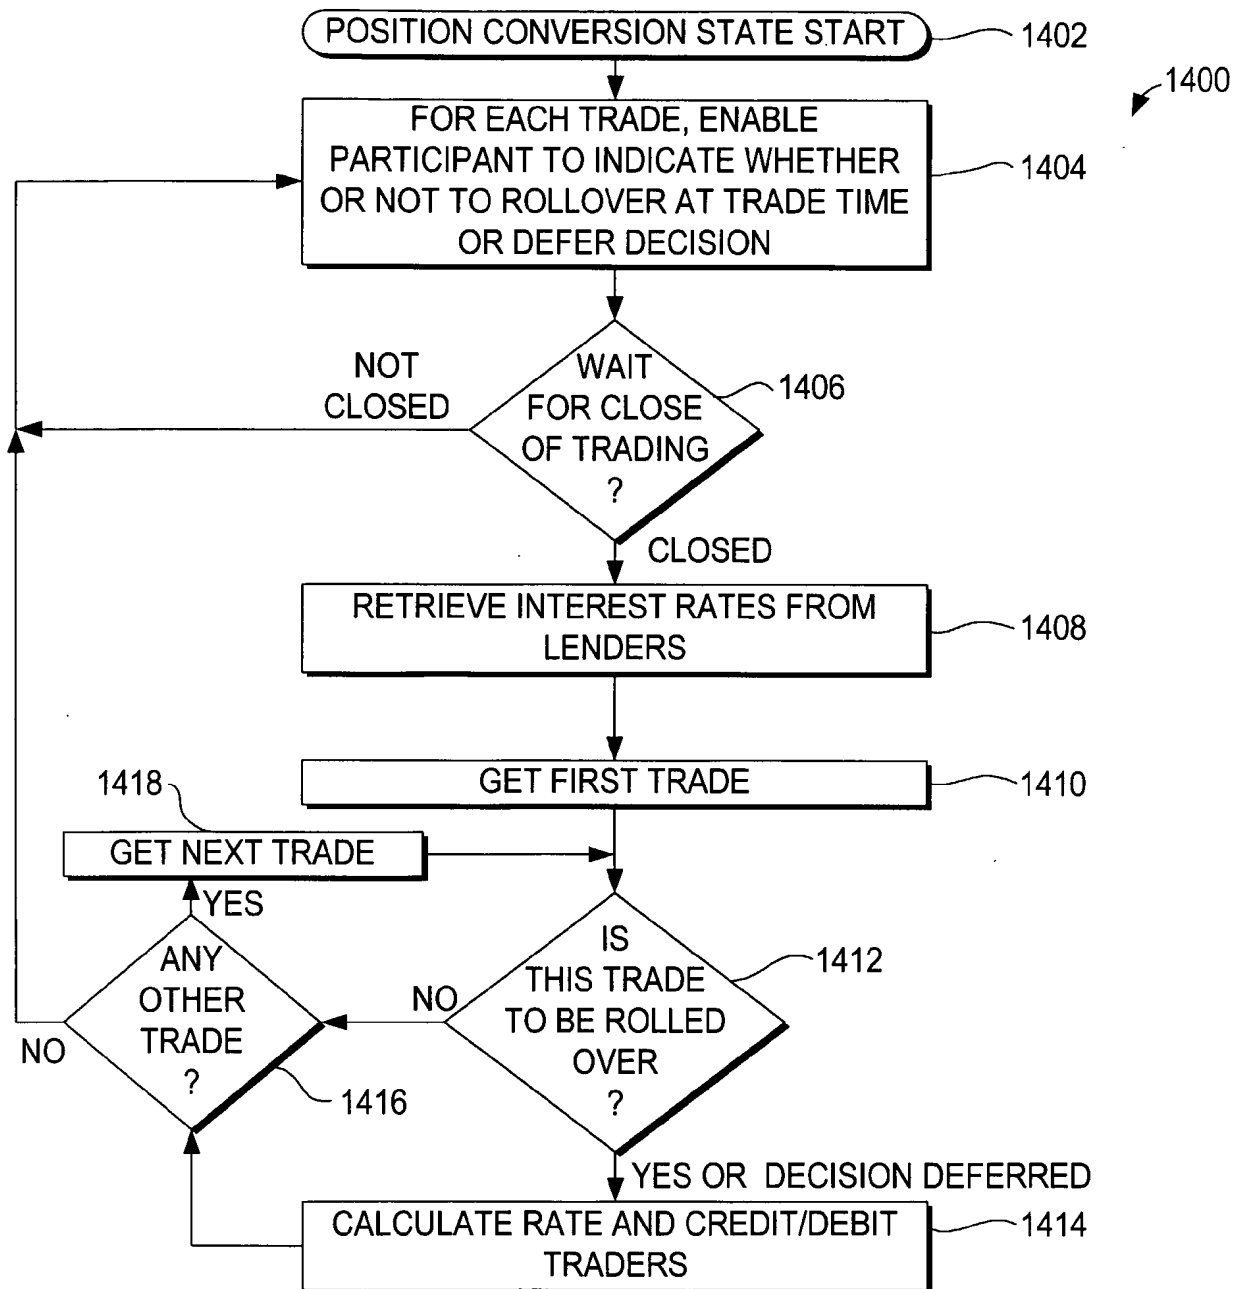 POSITION CONVERSION STATE START
1402
1400
FOR EACH TRADE, ENABLE
PARTICIPANT TO INDICATE WHETHER
OR NOT TO ROLLOVER AT TRADE TIME
OR DEFER DECISION
1404
WAIT
FOR CLOSE
OF TRADING
?
1406
NOT
CLOSED
CLOSED
RETRIEVE INTEREST RATES FROM
LENDERS
1408
GET FIRST TRADE
1410
1418
GET NEXT TRADE
YES
IS
THIS TRADE
TO BE ROLLED
OVER
?
1412
NO
ANY
OTHER
TRADE
?
1416
NO
YES OR DECISION DEFERRED
CALCULATE RATE AND CREDIT/DEBIT
TRADERS
1414